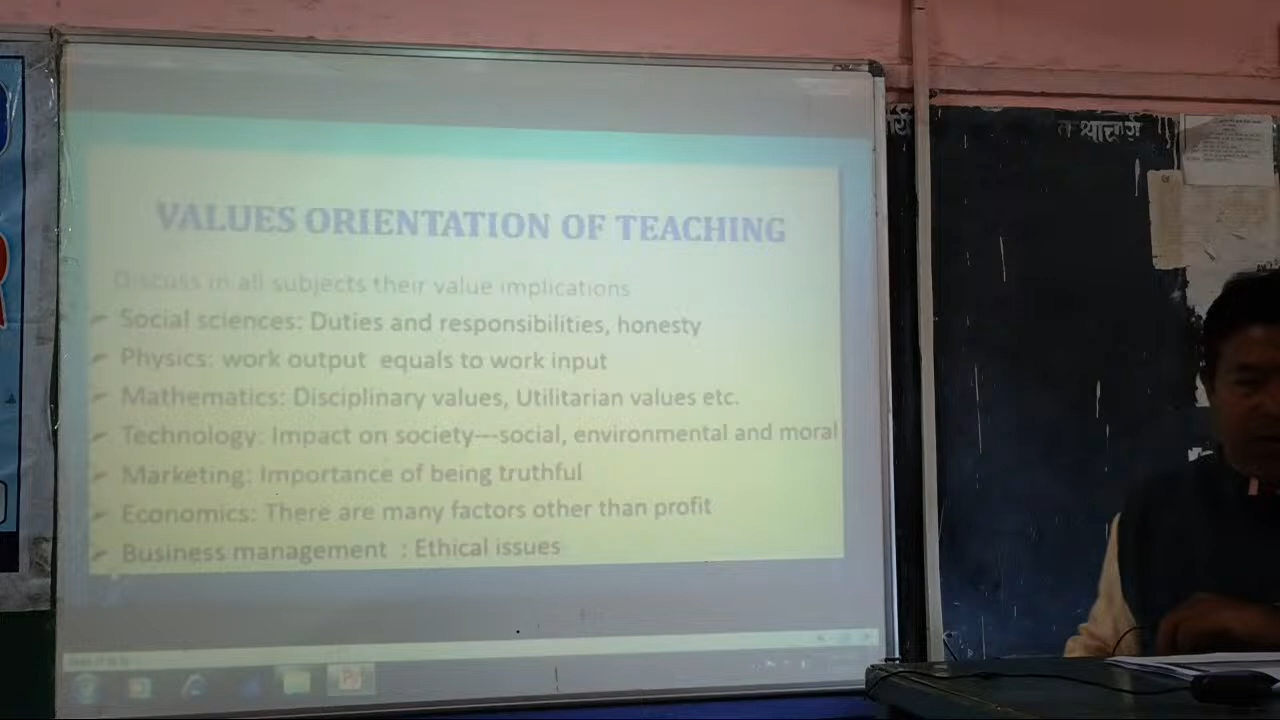 VALUES ORIENTATION OF TEACHING
Discuss in all subjects their value implications
Social sciences: Duties and responsibilities, honesty
Physics: work output equals to work input
Mathematics: Disciplinary values, Utilitarian values etc.
Technology: Impact on society---social, environmental and moral
Marketing: Importance of being truthful
Economics: There are many factors other than profit
Business management : Ethical issues